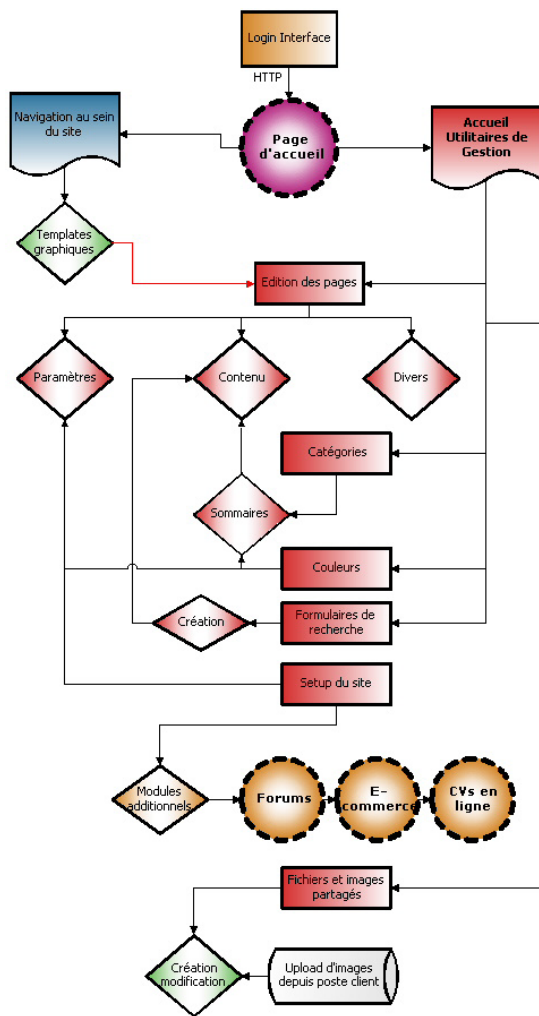 Login Interface
HTTP
Navigation au sein
du site
Page
d'accueil
Accueil
Utilitaires de
Gestion
Templates
graphiques
Edition des pages
Paramètres
Contenu
Divers
Catégories
Sommaires
Couleurs
Création
Formulaires de
recherche
Setup du site
Modules
additionnels
Forums
E-
commerce
CVs en
ligne
Fichiers et images
partagés
Création
modification
Upload d'images
depuis poste client